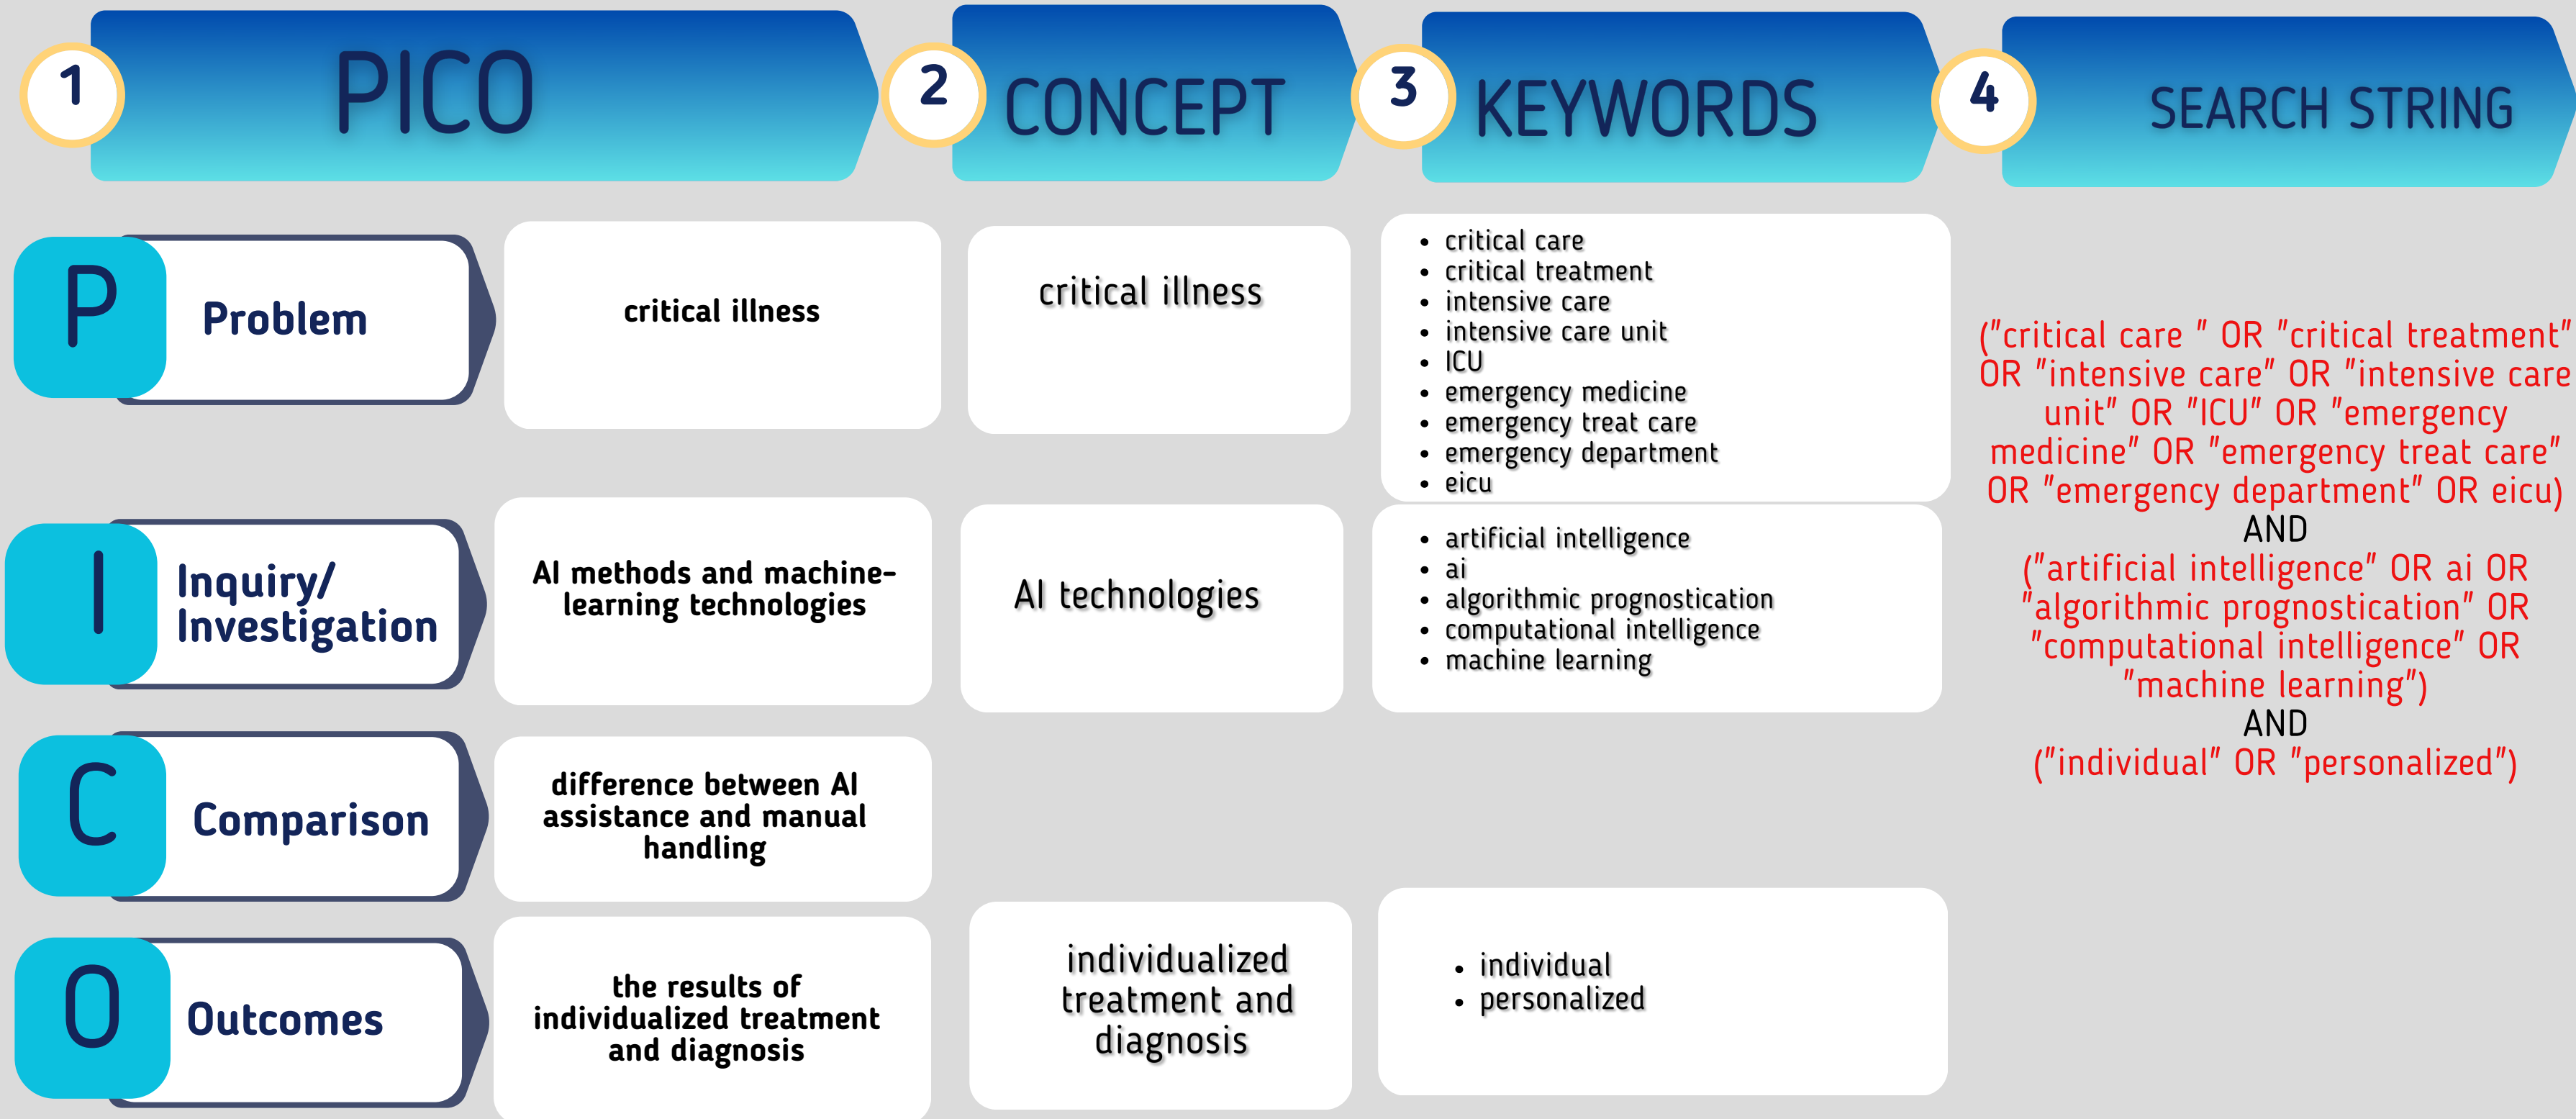 1
PICO
2
CONCEPT
3
KEYWORDS
4
SEARCH STRING
P
Problem
critical illness
critical illness
• critical care
• critical treatment
• intensive care
• intensive care unit
• ICU
• emergency medicine
• emergency treat care
• emergency department
• eicu
I
Inquiry/
Investigation
AI methods and machine-
learning technologies
AI technologies
• artificial intelligence
• ai
• algorithmic prognostication
• computational intelligence
• machine learning
C
Comparison
difference between AI
assistance and manual
handling
O
Outcomes
the results of
individualized treatment
and diagnosis
individualized
treatment and
diagnosis
• individual
• personalized
("critical care " OR "critical treatment"
OR "intensive care" OR "intensive care
unit" OR "ICU" OR "emergency
medicine" OR "emergency treat care"
OR "emergency department" OR eicu)
AND
("artificial intelligence" OR ai OR
"algorithmic prognostication" OR
"computational intelligence" OR
"machine learning")
AND
("individual" OR "personalized")